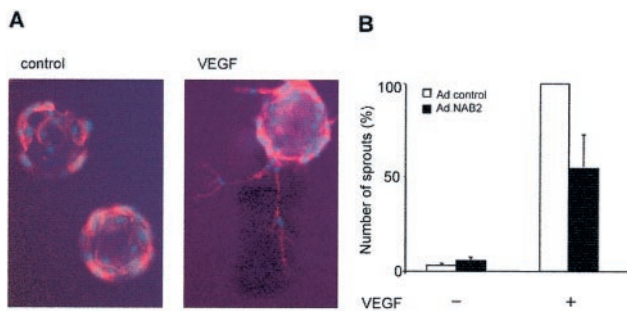 A
control
VEGF
B
Number of sprouts (%)
100
50
0
Ad control
Ad NAB2
VEGF
−
+